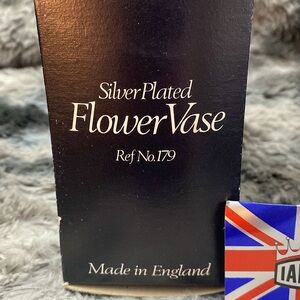 Silver Plated
Flower Vase
Ref No.179
Made in England